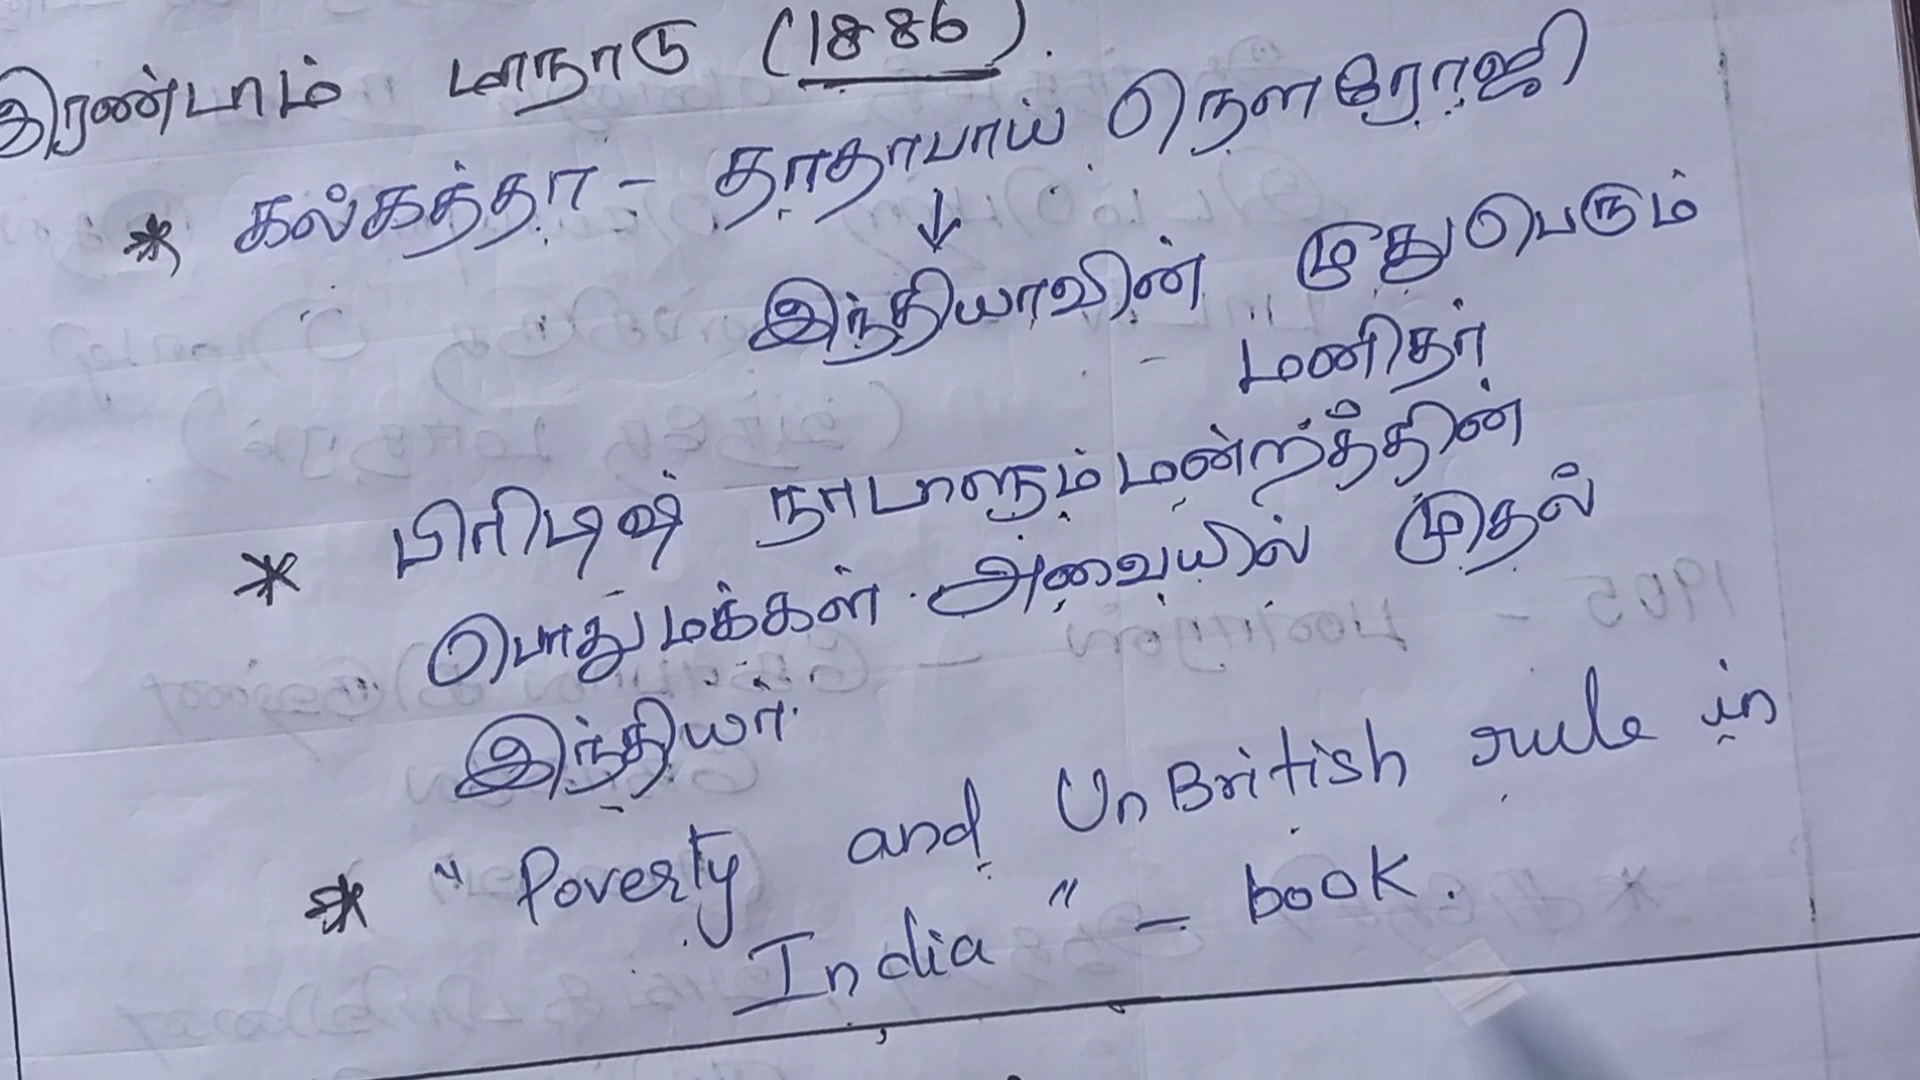 இரண்டாம் மாநாடு (1886).
* கல்கத்தா - தாதாபாய் நௌரோஜி
↓
இந்தியாவின் முதுபெரும்
மனிதர்
* பிரிடிஷ் நாடாளும்மன்றத்தின்
பொதுமக்கள் அவையில் முதல்
இந்தியர்.
* "Poverty and UnBritish rule in
India" - book.